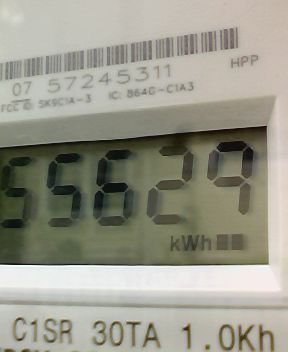 HPP
07 57245311
FCC ID: SK9C1A-3 IC: 864G-C1A3
55629
kWh
C1SR 30TA 1.0Kh